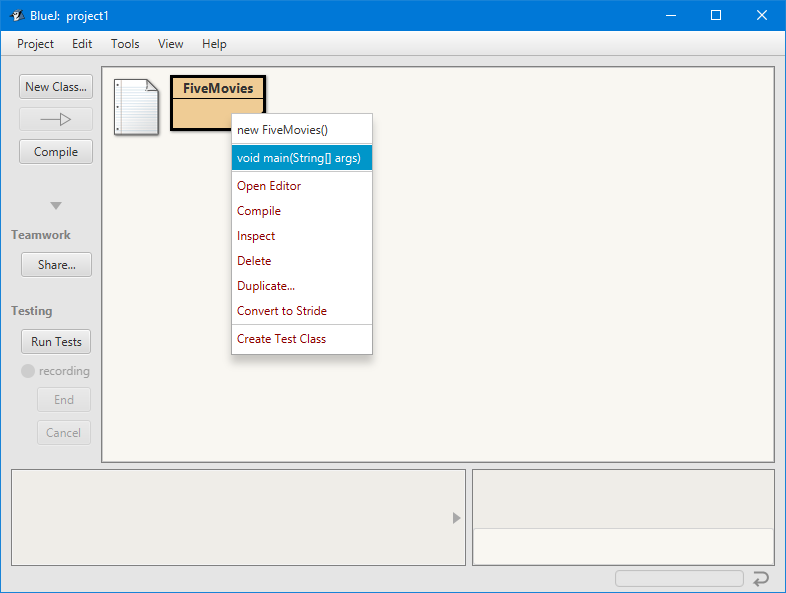 BlueJ: project1
Project Edit Tools View Help
New Class...
Compile
Teamwork
Share...
Testing
Run Tests
recording
End
Cancel
FiveMovies
new FiveMovies()
void main(String[] args)
Open Editor
Compile
Inspect
Delete
Duplicate...
Convert to Stride
Create Test Class